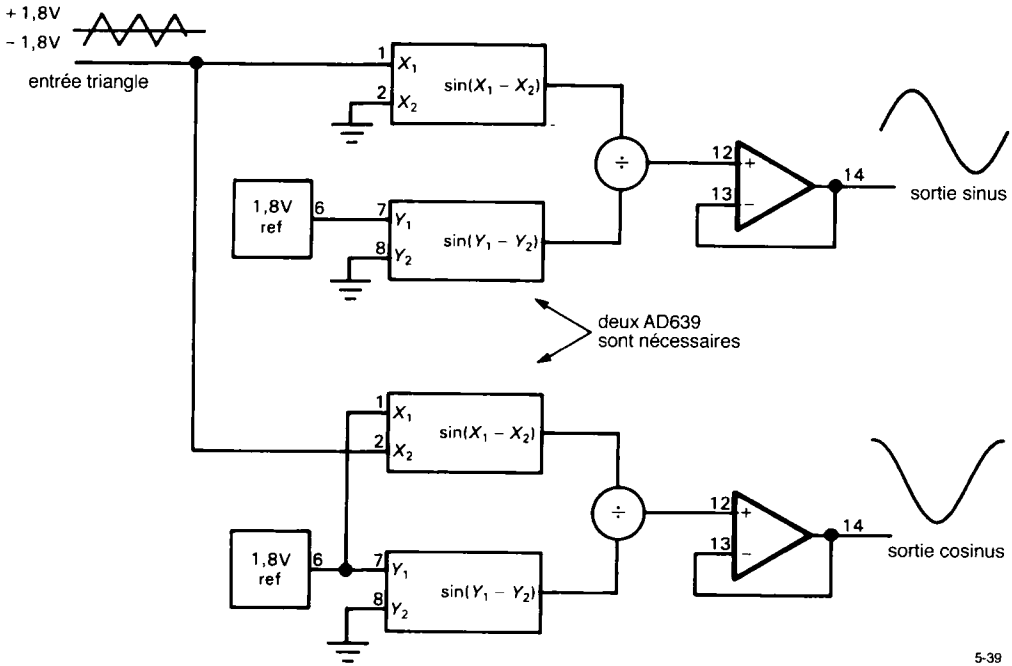 + 1,8V
− 1,8V
entrée triangle
1
X₁
2
X₂
sin(X₁ − X₂)
÷
1,8V
ref
6
7
Y₁
8
Y₂
sin(Y₁ − Y₂)
12
+
13
−
14
sortie sinus
deux AD639
sont nécessaires
1
X₁
2
X₂
sin(X₁ − X₂)
÷
1,8V
ref
6
7
Y₁
8
Y₂
sin(Y₁ − Y₂)
12
+
13
−
14
sortie cosinus
5-39